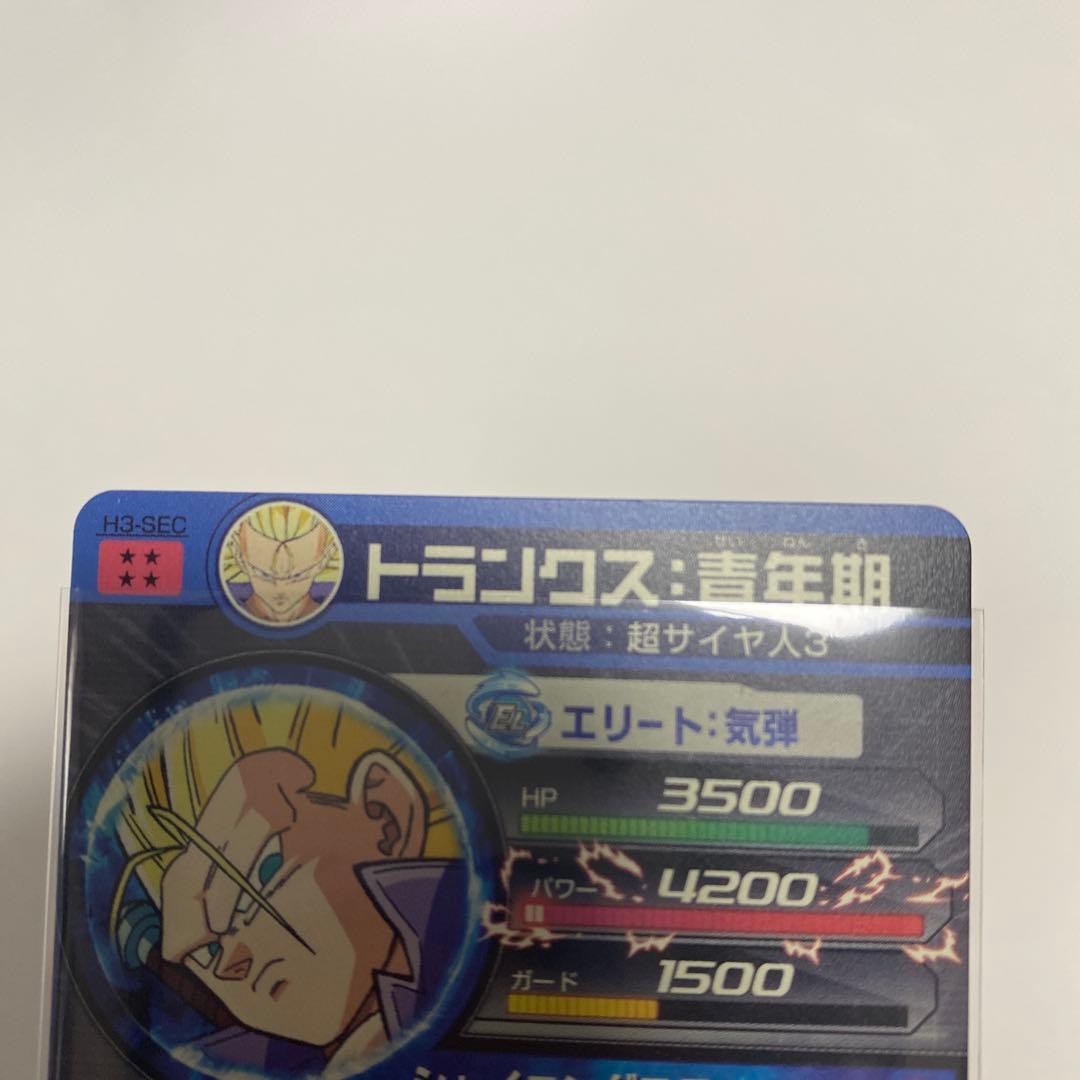 H3-SEC
せい ねん き
トランクス:青年期
状態:超サイヤ人3
EL エリート:気弾
HP 3500
パワー 4200
ガード 1500